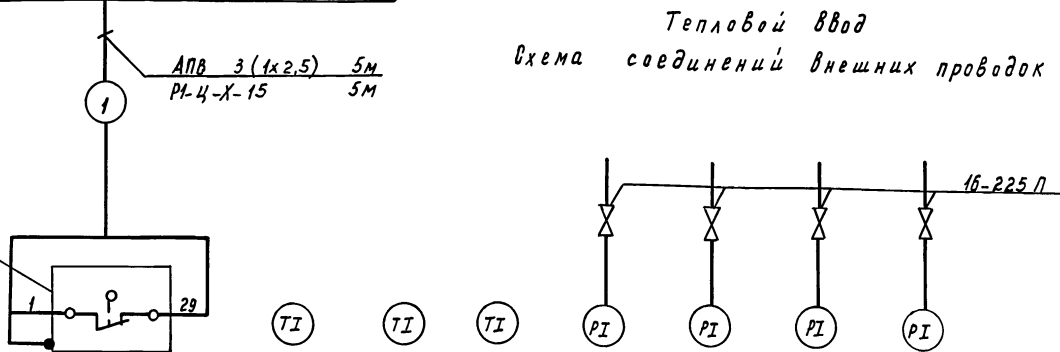 Тепловой ввод
Схема соединений внешних проводок
АПВ 3 (1х2,5) 5м
Р1-Ц-Х-15 5м
1
16-225 П
1
29
TI
TI
TI
PI
PI
PI
PI